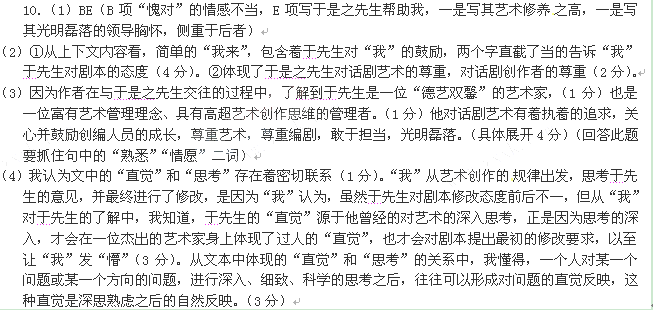 10.（1）BE（B 项“愧对”的情感不当，E 项写于是之先生帮助我，一是写其艺术修养之高，一是写
其光明磊落的领导胸怀，侧重于后者）
（2）①从上下文内容看，简单的“我来”，包含着于先生对“我”的鼓励，两个字直截了当的告诉“我”
于先生对剧本的态度（4 分）。②体现了于是之先生对话剧艺术的尊重，对话剧创作者的尊重（2 分）。
（3）因为作者在与于是之先生交往的过程中，了解到于先生是一位“德艺双馨”的艺术家，（1 分）也是
一位富有艺术管理理念、具有高超艺术创作思维的管理者。（1 分）他对话剧艺术有着执着的追求，关
心并鼓励创编人员的成长，尊重艺术，尊重编剧，敢于担当，光明磊落。（具体展开 4 分）（回答此题
要抓住句中的“熟悉”“情愿”二词）
（4）我认为文中的“直觉”和“思考”存在着密切联系（1 分）。“我”从艺术创作的规律出发，思考于先
生的意见，并最终进行了修改，是因为“我”认为，虽然于先生对剧本修改态度前后不一，但从“我”
对于先生的了解中，我知道，于先生的“直觉”源于他曾经的对艺术的深入思考，正是因为思考的深
入，才会在一位杰出的艺术家身上体现了过人的“直觉”，也才会对剧本提出最初的修改要求，以至
让“我”发“懵”（3 分）。从文本中体现的“直觉”和“思考”的关系中，我懂得，一个人对某一个
问题或某一个方向的问题，进行深入、细致、科学的思考之后，往往可以形成对问题的直觉反映，这
种直觉是深思熟虑之后的自然反映。（3 分）